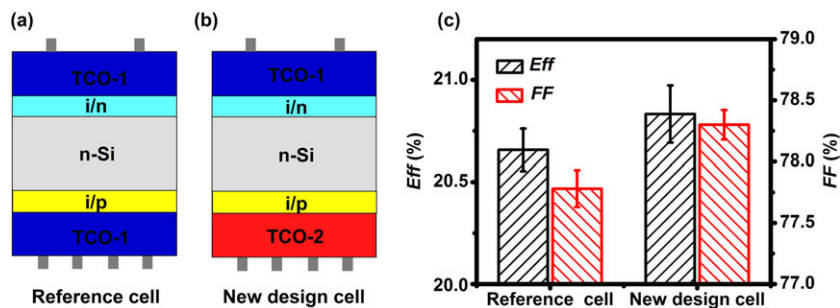 (a)
TCO-1
i/n
n-Si
i/p
TCO-1
Reference cell
(b)
TCO-1
i/n
n-Si
i/p
TCO-2
New design cell
(c)
Eff (%)
21.0
20.5
20.0
Eff
FF
79.0
78.5
78.0
77.5
77.0
FF (%)
Reference cell
New design cell